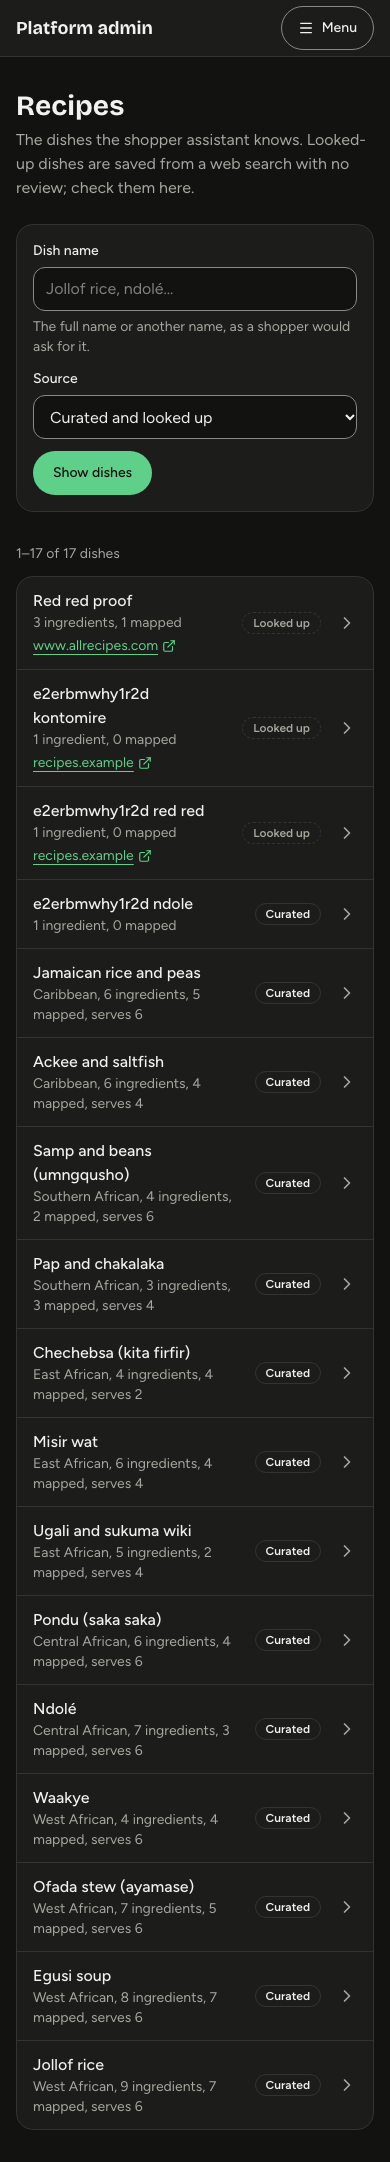 Platform admin
Menu
Recipes
The dishes the shopper assistant knows. Looked-
up dishes are saved from a web search with no
review; check them here.
Dish name
Jollof rice, ndolé...
The full name or another name, as a shopper would
ask for it.
Source
Curated and looked up
Show dishes
1–17 of 17 dishes
Red red proof
3 ingredients, 1 mapped
www.allrecipes.com
Looked up
e2erbmwhy1r2d
kontomire
1 ingredient, 0 mapped
recipes.example
Looked up
e2erbmwhy1r2d red red
1 ingredient, 0 mapped
recipes.example
Looked up
e2erbmwhy1r2d ndole
1 ingredient, 0 mapped
Curated
Jamaican rice and peas
Caribbean, 6 ingredients, 5
mapped, serves 6
Curated
Ackee and saltfish
Caribbean, 6 ingredients, 4
mapped, serves 4
Curated
Samp and beans
(umngqusho)
Southern African, 4 ingredients,
2 mapped, serves 6
Curated
Pap and chakalaka
Southern African, 3 ingredients,
3 mapped, serves 4
Curated
Chechebsa (kita firfir)
East African, 4 ingredients, 4
mapped, serves 2
Curated
Misir wat
East African, 6 ingredients, 4
mapped, serves 4
Curated
Ugali and sukuma wiki
East African, 5 ingredients, 2
mapped, serves 4
Curated
Pondu (saka saka)
Central African, 6 ingredients, 4
mapped, serves 6
Curated
Ndolé
Central African, 7 ingredients, 3
mapped, serves 6
Curated
Waakye
West African, 4 ingredients, 4
mapped, serves 6
Curated
Ofada stew (ayamase)
West African, 7 ingredients, 5
mapped, serves 6
Curated
Egusi soup
West African, 8 ingredients, 7
mapped, serves 6
Curated
Jollof rice
West African, 9 ingredients, 7
mapped, serves 6
Curated